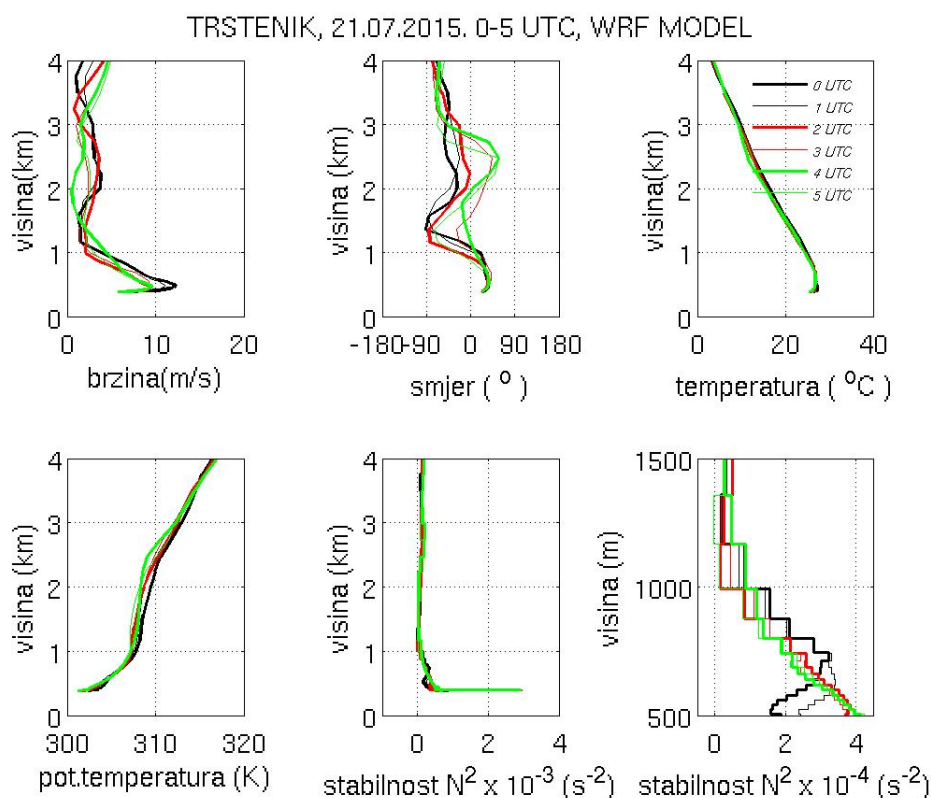 TRSTENIK, 21.07.2015. 0-5 UTC, WRF MODEL
visina(km)
4
3
2
1
0
0 10 20
brzina(m/s)
visina (km)
4
3
2
1
0
-180 -90 0 90 180
smjer ( o )
visina(km)
4
3
2
1
0
0 20 40
temperatura ( oC )
0 UTC
1 UTC
2 UTC
3 UTC
4 UTC
5 UTC
visina (km)
4
3
2
1
0
300 310 320
pot.temperatura (K)
visina (km)
4
3
2
1
0
0 2 4
stabilnost N² x 10⁻³ (s⁻²)
visina (m)
1500
1000
500
0 2 4
stabilnost N² x 10⁻⁴ (s⁻²)